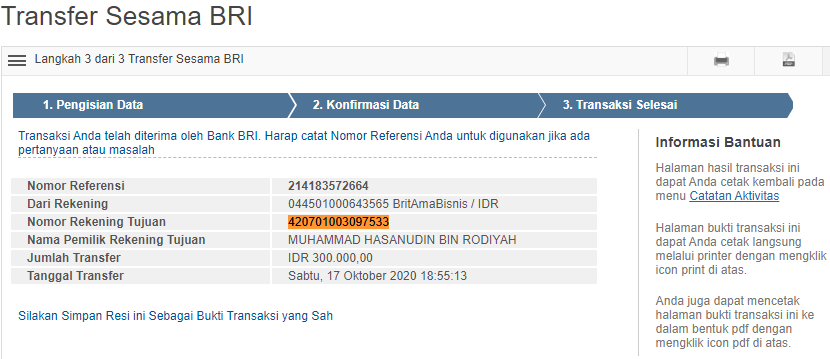 Transfer Sesama BRI
Langkah 3 dari 3 Transfer Sesama BRI
1. Pengisian Data
2. Konfirmasi Data
3. Transaksi Selesai
Transaksi Anda telah diterima oleh Bank BRI. Harap catat Nomor Referensi Anda untuk digunakan jika ada
pertanyaan atau masalah
Nomor Referensi 214183572664
Dari Rekening 044501000643565 BritAmaBisnis / IDR
Nomor Rekening Tujuan 420701003097533
Nama Pemilik Rekening Tujuan MUHAMMAD HASANUDIN BIN RODIYAH
Jumlah Transfer IDR 300.000,00
Tanggal Transfer Sabtu, 17 Oktober 2020 18:55:13
Silakan Simpan Resi ini Sebagai Bukti Transaksi yang Sah
Informasi Bantuan
Halaman hasil transaksi ini
dapat Anda cetak kembali pada
menu Catatan Aktivitas
Halaman bukti transaksi ini
dapat Anda cetak langsung
melalui printer dengan mengklik
icon print di atas.
Anda juga dapat mencetak
halaman bukti transaksi ini ke
dalam bentuk pdf dengan
mengklik icon pdf di atas.